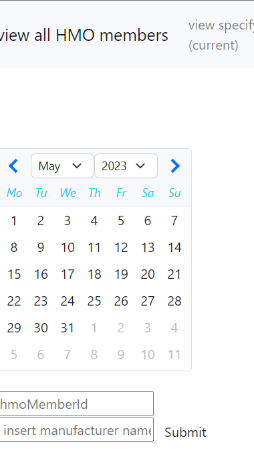 view all HMO members
view specify
(current)
May 2023
Mo Tu We Th Fr Sa Su
1 2 3 4 5 6 7
8 9 10 11 12 13 14
15 16 17 18 19 20 21
22 23 24 25 26 27 28
29 30 31 1 2 3 4
5 6 7 8 9 10 11
hmoMemberId
insert manufacturer name
Submit